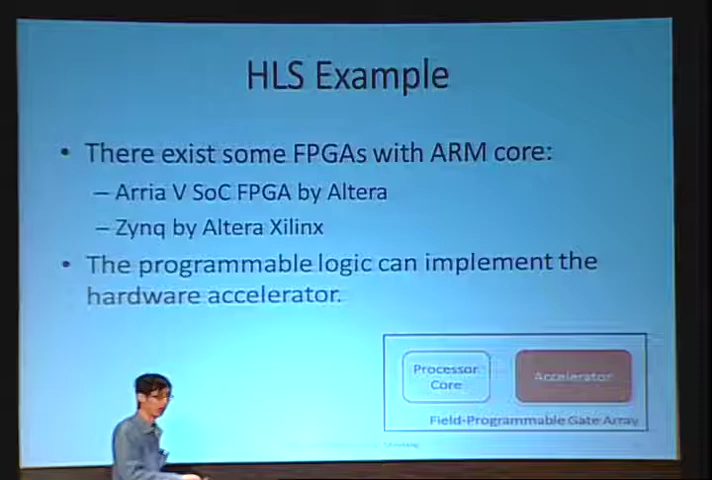 HLS Example
• There exist some FPGAs with ARM core:
– Arria V SoC FPGA by Altera
– Zynq by Altera Xilinx
• The programmable logic can implement the
hardware accelerator.
Processor
Core
Accelerator
Field-Programmable Gate Array